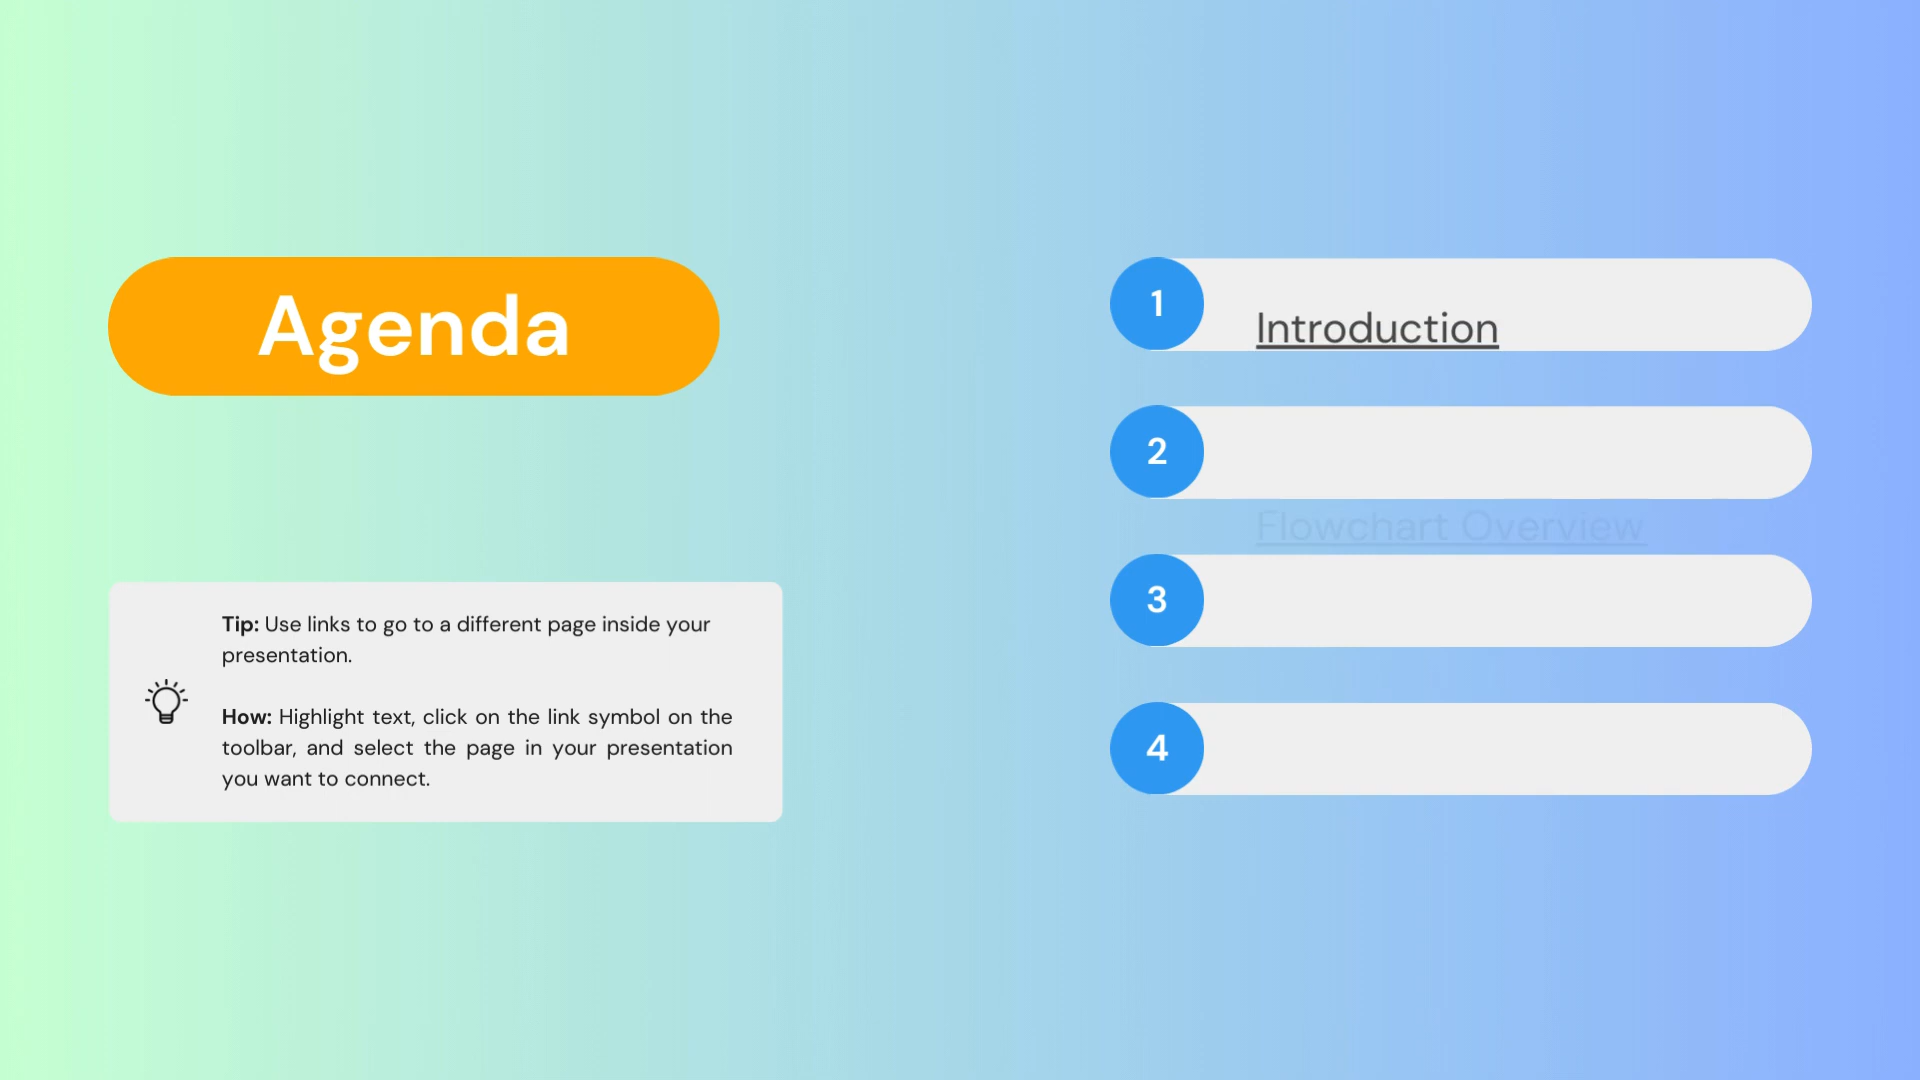 Agenda
1
Introduction
2
Flowchart Overview
3
4
Tip: Use links to go to a different page inside your
presentation.
How: Highlight text, click on the link symbol on the
toolbar, and select the page in your presentation
you want to connect.